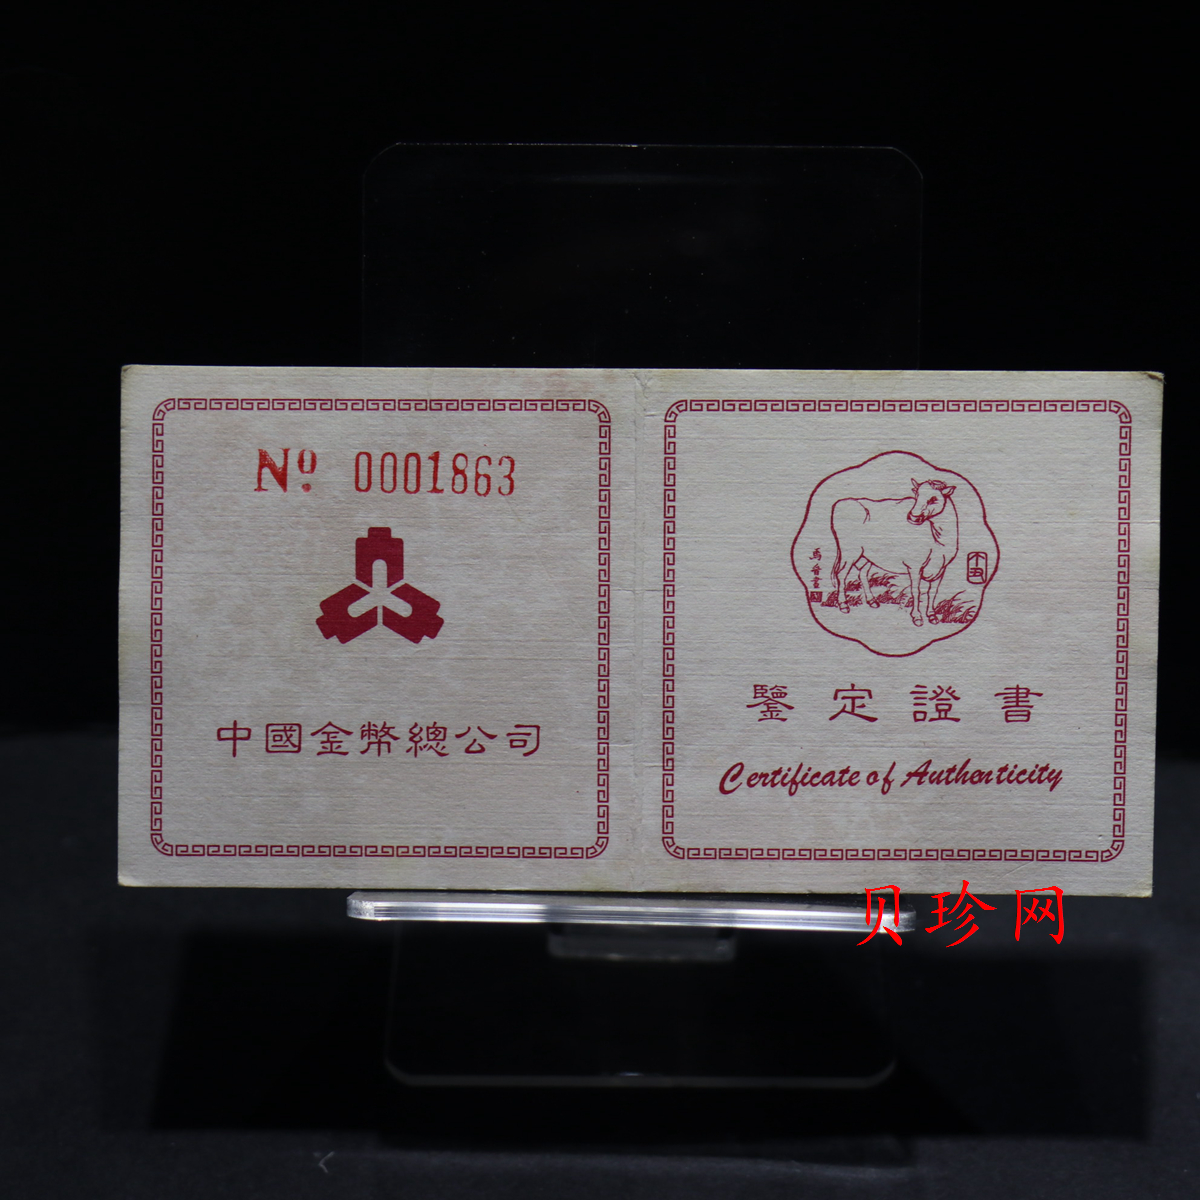 Nº 0001863
中國金幣總公司
鑒定證書
Certificate of Authenticity
贝珍网